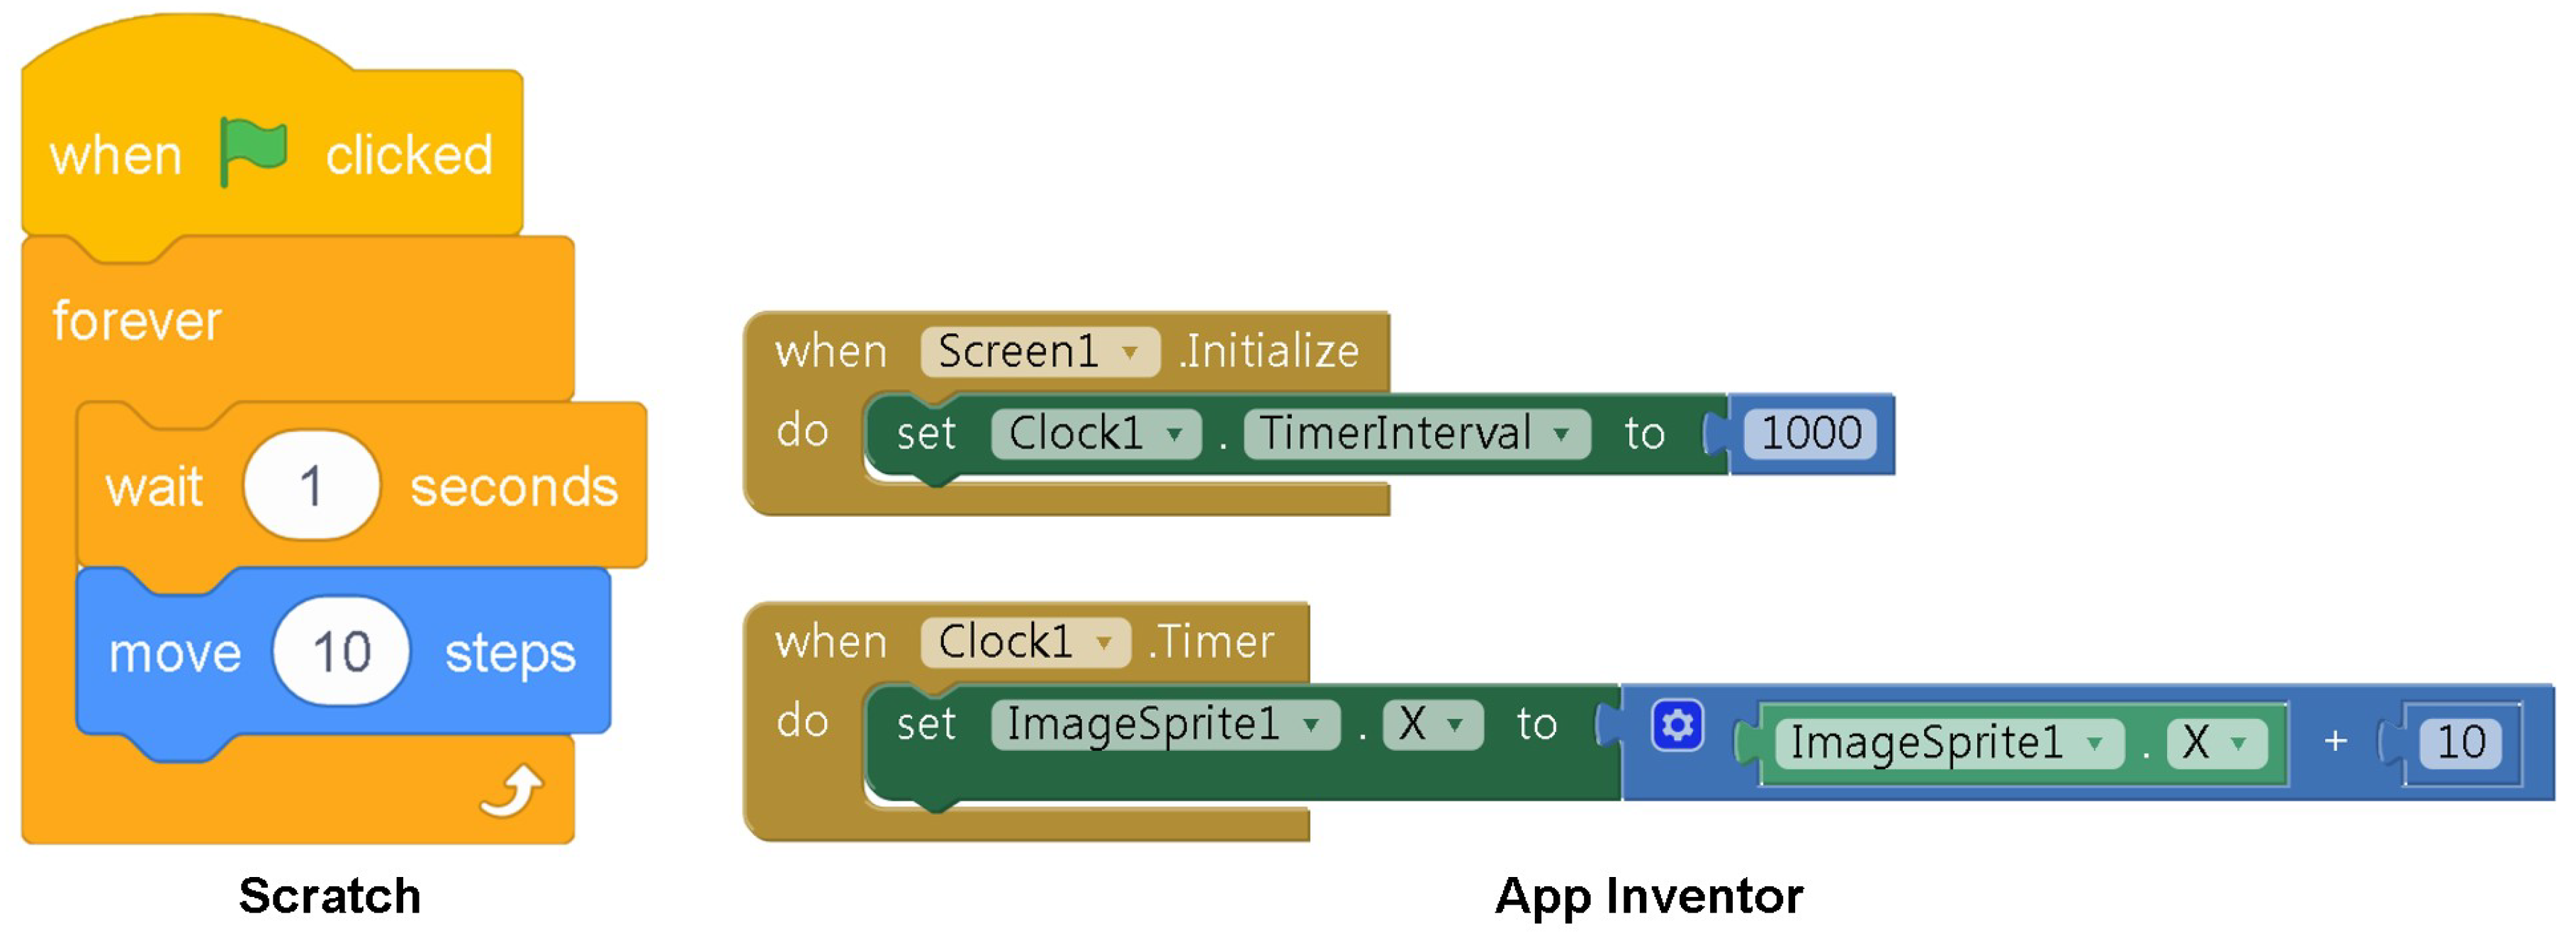 when clicked
forever
wait 1 seconds
move 10 steps
Scratch
when Screen1 .Initialize
do set Clock1 . TimerInterval to 1000
when Clock1 .Timer
do set ImageSprite1 . X to ImageSprite1 . X + 10
App Inventor